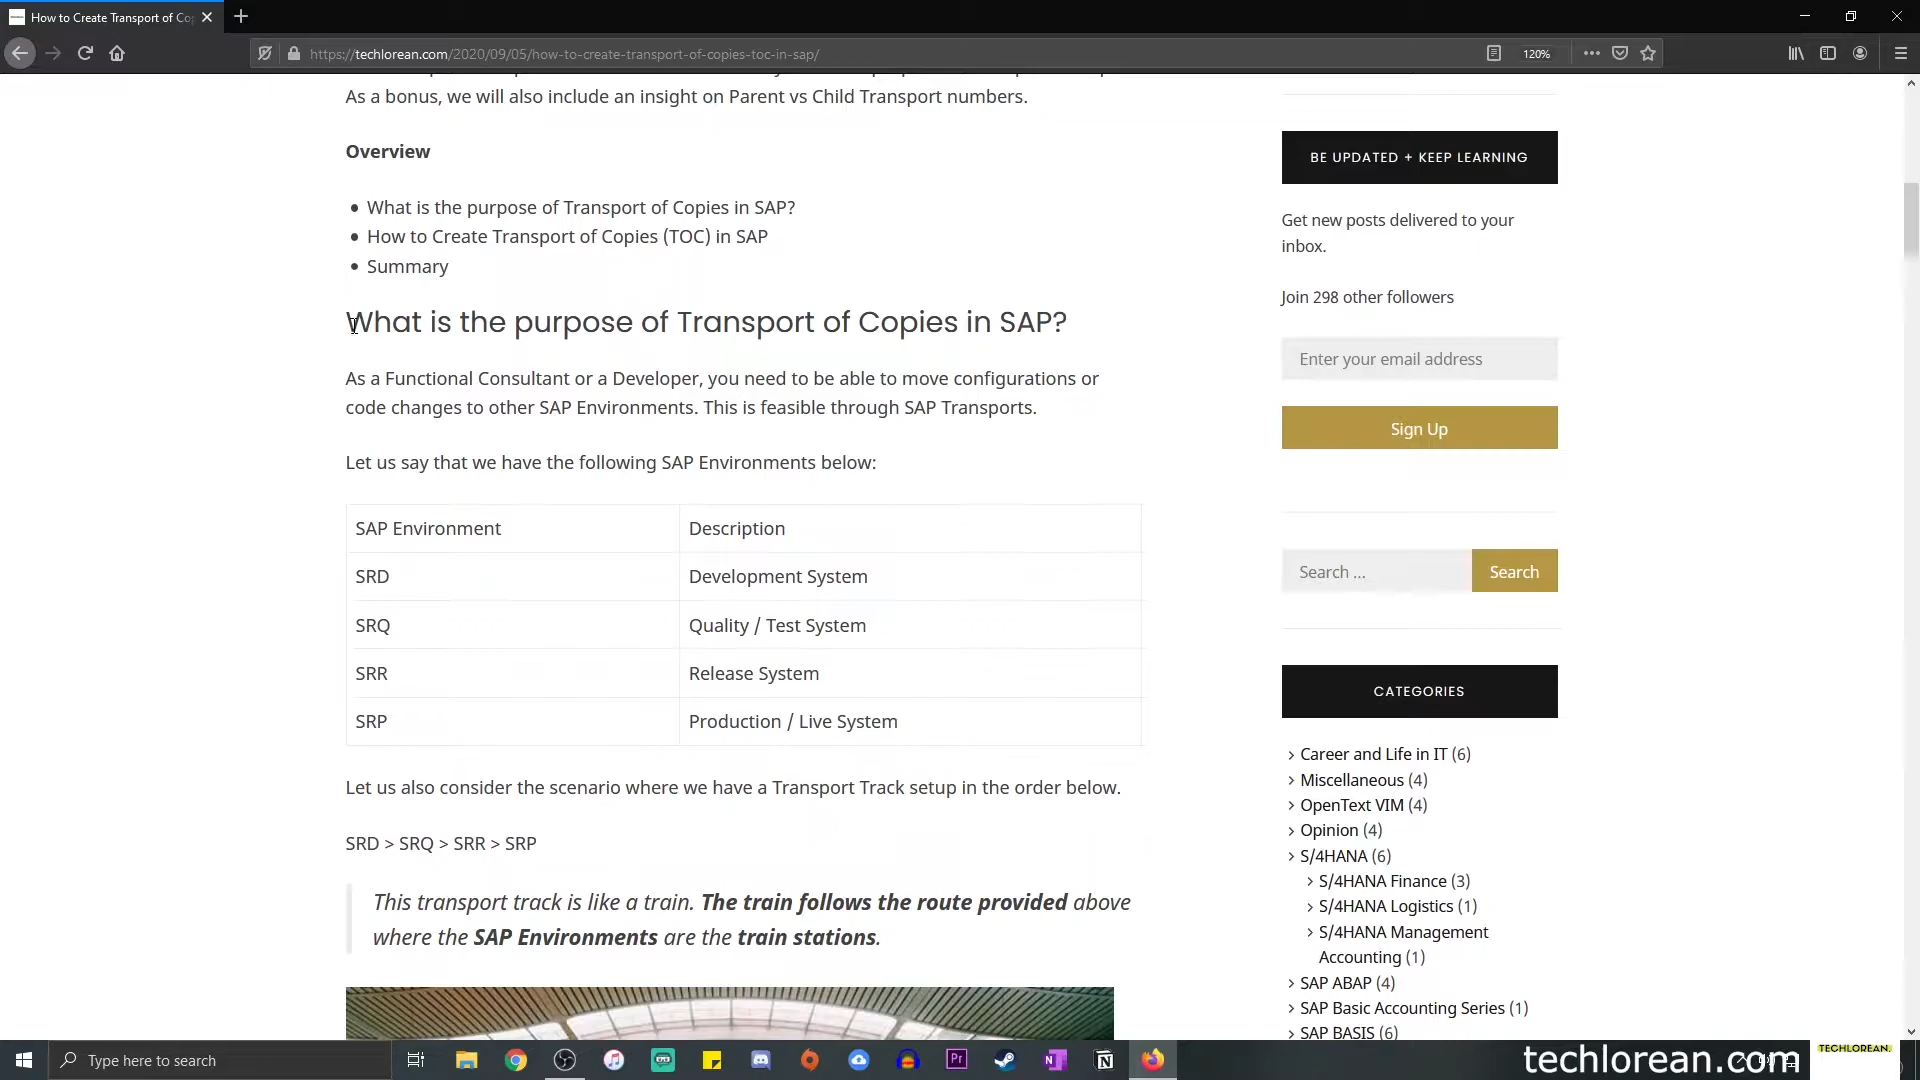 How to Create Transport of Co
https://techlorean.com/2020/09/05/how-to-create-transport-of-copies-toc-in-sap/
120%
As a bonus, we will also include an insight on Parent vs Child Transport numbers.
Overview
What is the purpose of Transport of Copies in SAP?
How to Create Transport of Copies (TOC) in SAP
Summary
What is the purpose of Transport of Copies in SAP?
As a Functional Consultant or a Developer, you need to be able to move configurations or
code changes to other SAP Environments. This is feasible through SAP Transports.
Let us say that we have the following SAP Environments below:
SAP Environment Description
SRD Development System
SRQ Quality / Test System
SRR Release System
SRP Production / Live System
Let us also consider the scenario where we have a Transport Track setup in the order below.
SRD > SRQ > SRR > SRP
This transport track is like a train. The train follows the route provided above
where the SAP Environments are the train stations.
BE UPDATED + KEEP LEARNING
Get new posts delivered to your
inbox.
Join 298 other followers
Enter your email address
Sign Up
Search ...
Search
CATEGORIES
Career and Life in IT (6)
Miscellaneous (4)
OpenText VIM (4)
Opinion (4)
S/4HANA (6)
S/4HANA Finance (3)
S/4HANA Logistics (1)
S/4HANA Management
Accounting (1)
SAP ABAP (4)
SAP Basic Accounting Series (1)
SAP BASIS (6)
Type here to search
Pr
techlorean.com
TECHLOREAN.